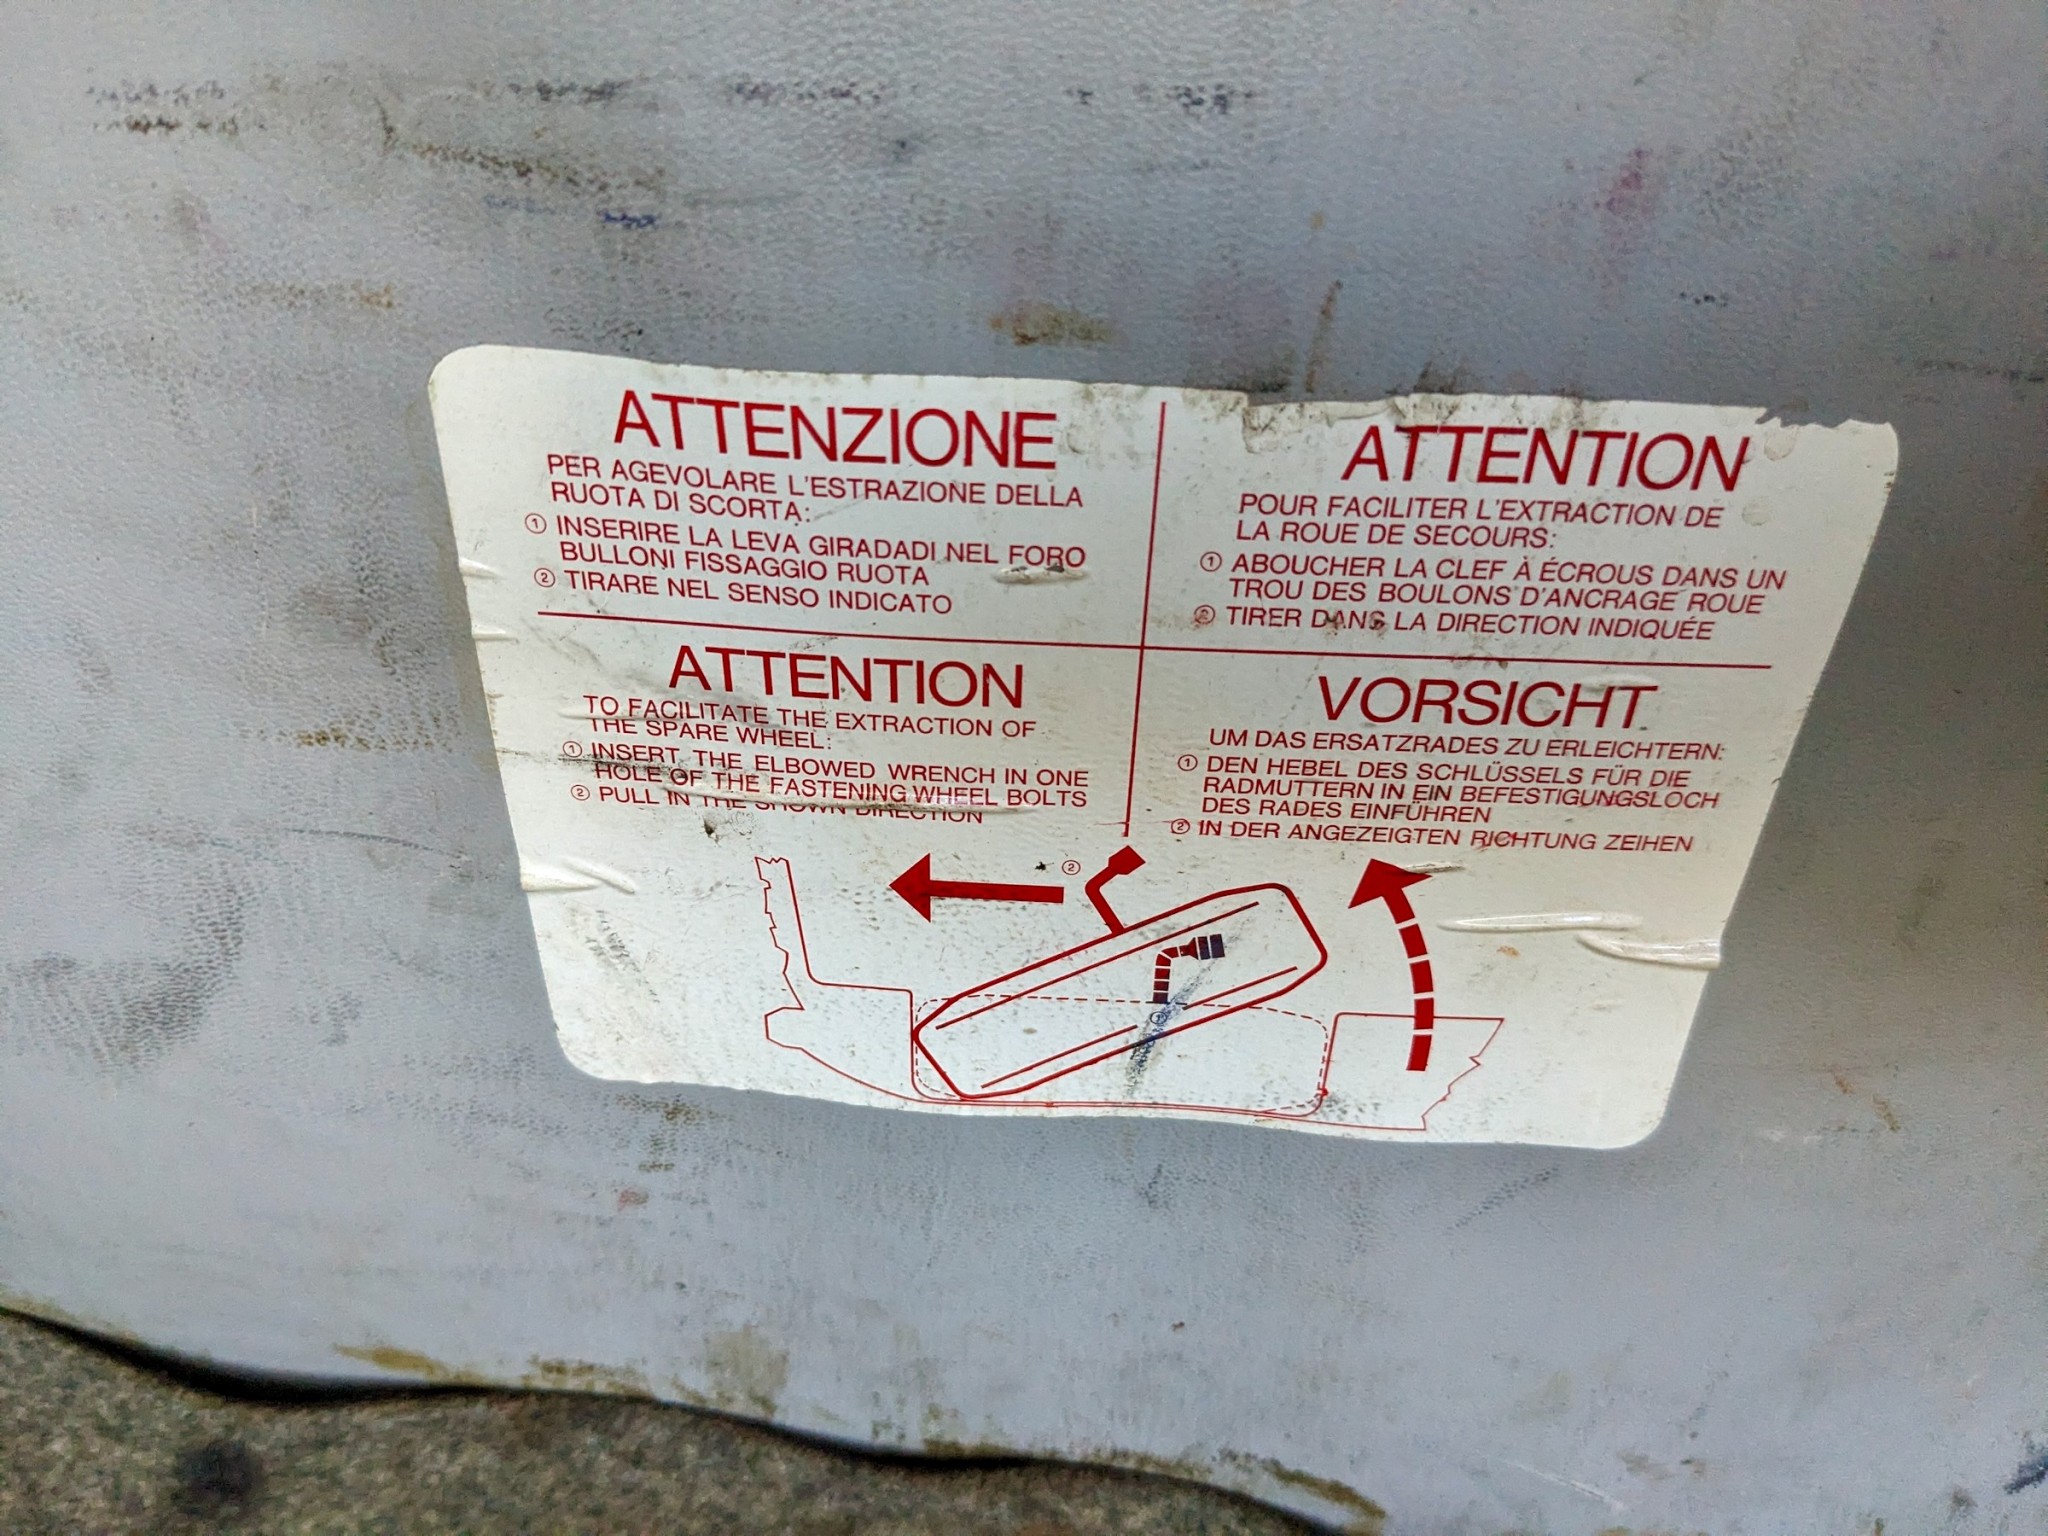 ATTENZIONE
PER AGEVOLARE L'ESTRAZIONE DELLA
RUOTA DI SCORTA:
① INSERIRE LA LEVA GIRADADI NEL FORO
BULLONI FISSAGGIO RUOTA
② TIRARE NEL SENSO INDICATO
ATTENTION
POUR FACILITER L'EXTRACTION DE
LA ROUE DE SECOURS:
① ABOUCHER LA CLEF À ÉCROUS DANS UN
TROU DES BOULONS D'ANCRAGE ROUE
② TIRER DANS LA DIRECTION INDIQUÉE
ATTENTION
TO FACILITATE THE EXTRACTION OF
THE SPARE WHEEL:
① INSERT THE ELBOWED WRENCH IN ONE
HOLE OF THE FASTENING WHEEL BOLTS
② PULL IN THE SHOWN DIRECTION
VORSICHT
UM DAS ERSATZRADES ZU ERLEICHTERN:
① DEN HEBEL DES SCHLÜSSELS FÜR DIE
RADMUTTERN IN EIN BEFESTIGUNGSLOCH
DES RADES EINFÜHREN
② IN DER ANGEZEIGTEN RICHTUNG ZEIHEN
②
①